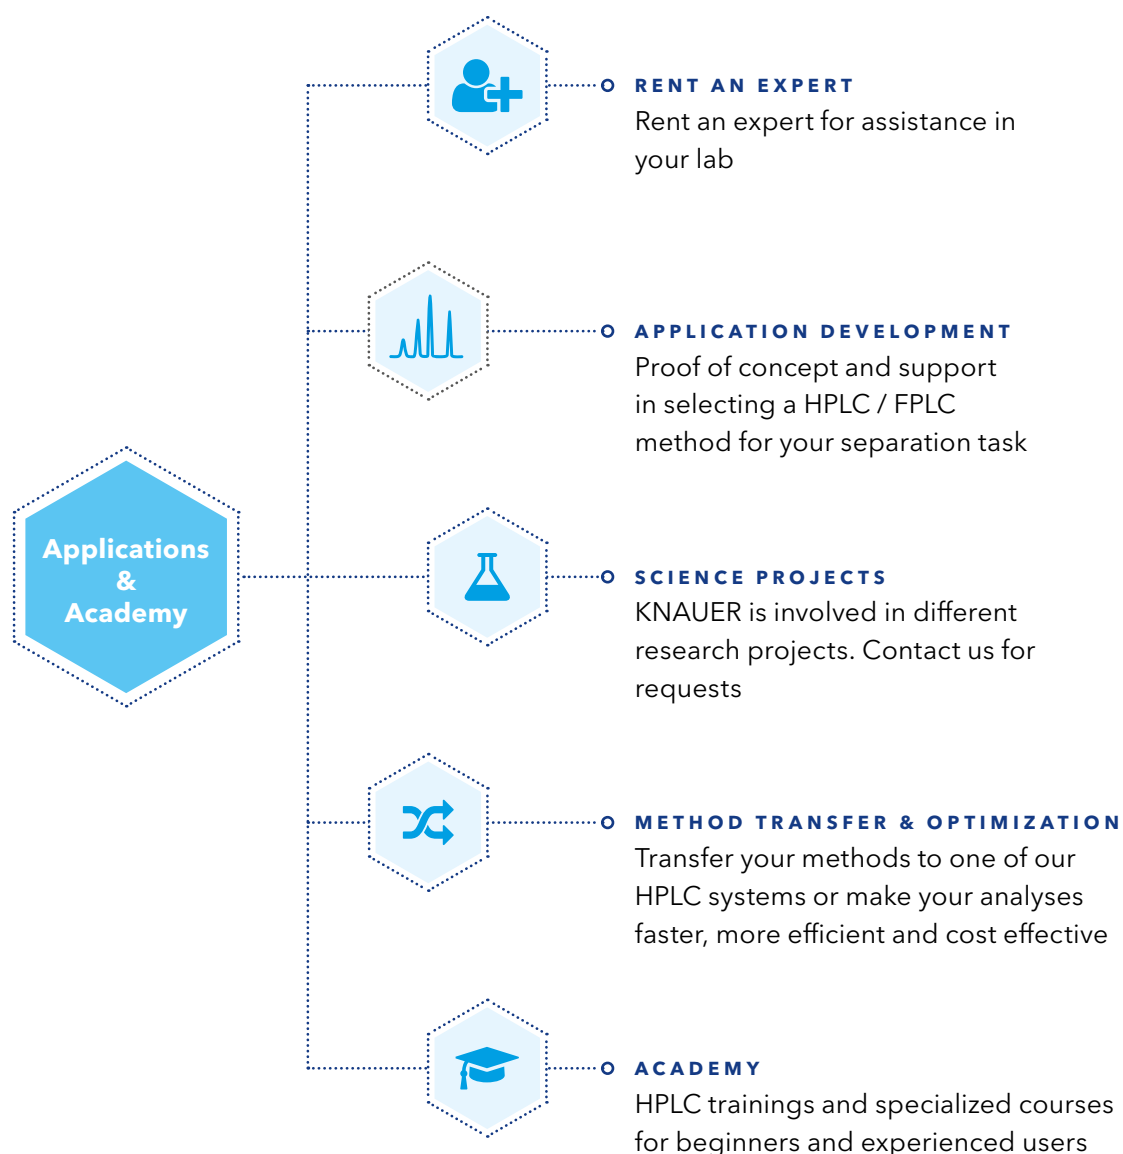 RENT AN EXPERT
Rent an expert for assistance in
your lab
APPLICATION DEVELOPMENT
Proof of concept and support
in selecting a HPLC / FPLC
method for your separation task
Applications
&
Academy
SCIENCE PROJECTS
KNAUER is involved in different
research projects. Contact us for
requests
METHOD TRANSFER & OPTIMIZATION
Transfer your methods to one of our
HPLC systems or make your analyses
faster, more efficient and cost effective
ACADEMY
HPLC trainings and specialized courses
for beginners and experienced users